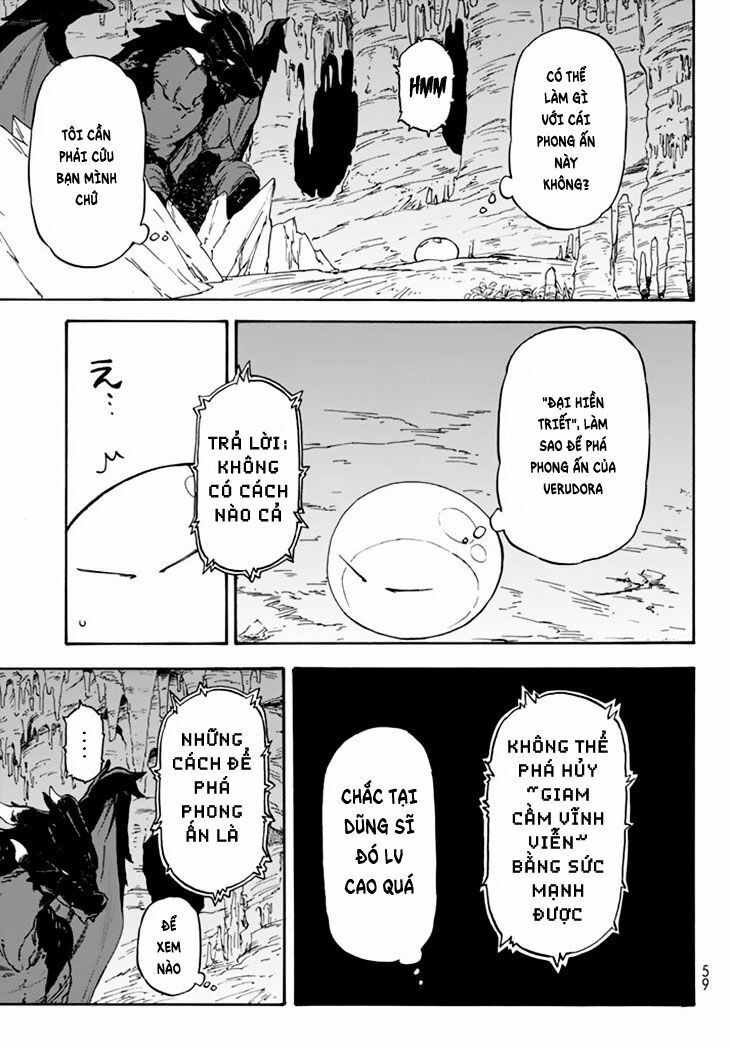 CÓ THỂ
LÀM GÌ
VỚI CÁI
PHONG ẤN
NÀY
KHÔNG?
HMM
TÔI CẦN
PHẢI CỨU
BẠN MÌNH
CHỨ
"ĐẠI HIỀN
TRIẾT", LÀM
SAO ĐỂ PHÁ
PHONG ẤN CỦA
VERUDORA
TRẢ LỜI:
KHÔNG
CÓ CÁCH
NÀO CẢ
え…
KHÔNG THỂ
PHÁ HỦY
"GIAM
CẦM VĨNH
VIỄN"
BẰNG SỨC
MẠNH
ĐƯỢC
CHẮC TẠI
DŨNG SĨ
ĐÓ LV
CAO QUÁ
NHỮNG
CÁCH ĐỂ
PHÁ
PHONG
ẤN LÀ
....
ĐỂ
XEM
NÀO
59